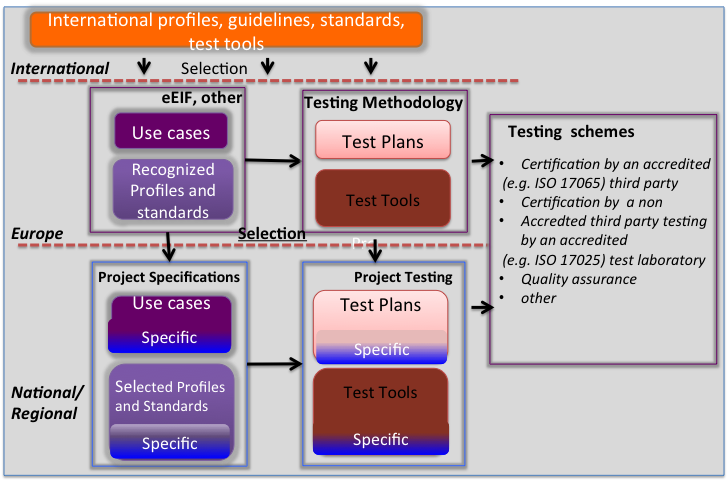 International profiles, guidelines, standards,
test tools
International
Selection
eEIF, other
Use cases
Recognized
Profiles and
standards
Testing Methodology
Test Plans
Test Tools
Testing schemes
• Certification by an accredited
(e.g. ISO 17065) third party
• Certification by a non
• Accredted third party testing
by an accredited
(e.g. ISO 17025) test laboratory
• Quality assurance
• other
Europe
Selection
Project Specifications
Use cases
Specific
Selected Profiles
and Standards
Specific
Project Testing
Test Plans
Specific
Test Tools
Specific
National/
Regional